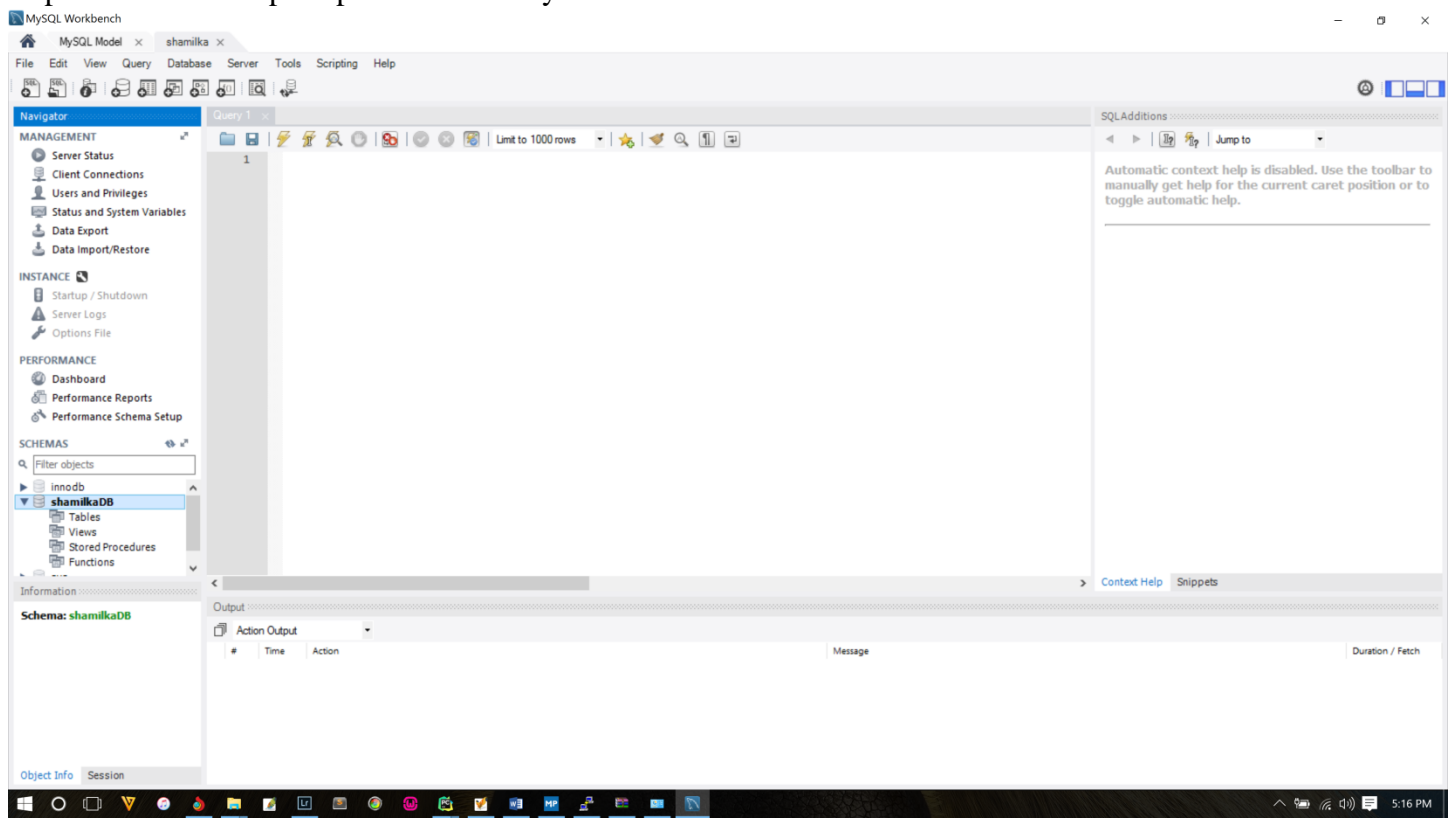 MySQL Workbench
MySQL Model × shamilka ×
File Edit View Query Database Server Tools Scripting Help
Navigator
MANAGEMENT
Server Status
Client Connections
Users and Privileges
Status and System Variables
Data Export
Data Import/Restore
INSTANCE
Startup / Shutdown
Server Logs
Options File
PERFORMANCE
Dashboard
Performance Reports
Performance Schema Setup
SCHEMAS
Filter objects
innodb
shamilkaDB
Tables
Views
Stored Procedures
Functions
Information
Schema: shamilkaDB
Object Info Session
Query 1 ×
Limit to 1000 rows
1
Output
Action Output
# Time Action Message Duration / Fetch
SQLAdditions
Jump to
Automatic context help is disabled. Use the toolbar to
manually get help for the current caret position or to
toggle automatic help.
Context Help Snippets
5:16 PM